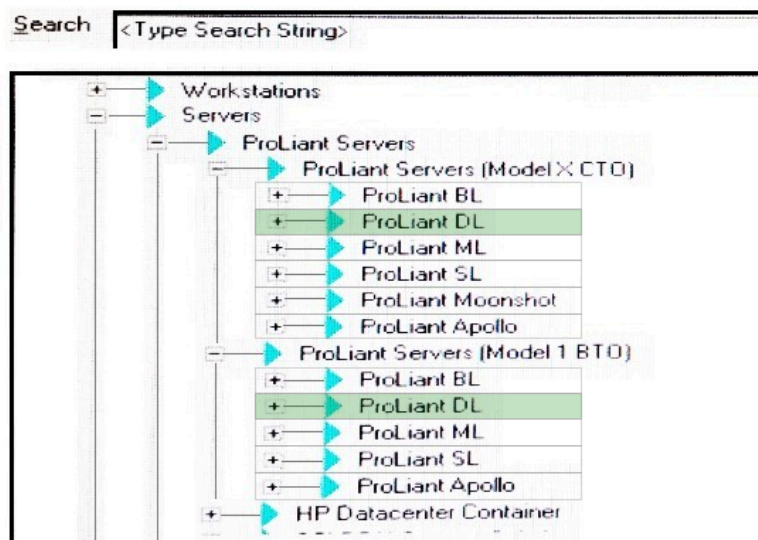 Search <Type Search String>
Workstations
Servers
ProLiant Servers
ProLiant Servers (Model X CTO)
ProLiant BL
ProLiant DL
ProLiant ML
ProLiant SL
ProLiant Moonshot
ProLiant Apollo
ProLiant Servers (Model 1 BTO)
ProLiant BL
ProLiant DL
ProLiant ML
ProLiant SL
ProLiant Apollo
HP Datacenter Container